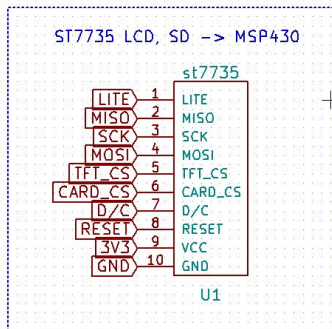 ST7735 LCD, SD -> MSP430
st7735
LITE 1 LITE
MISO 2 MISO
SCK 3 SCK
MOSI 4 MOSI
TFT_CS 5 TFT_CS
CARD_CS 6 CARD_CS
D/C 7 D/C
RESET 8 RESET
3V3 9 VCC
GND 10 GND
U1